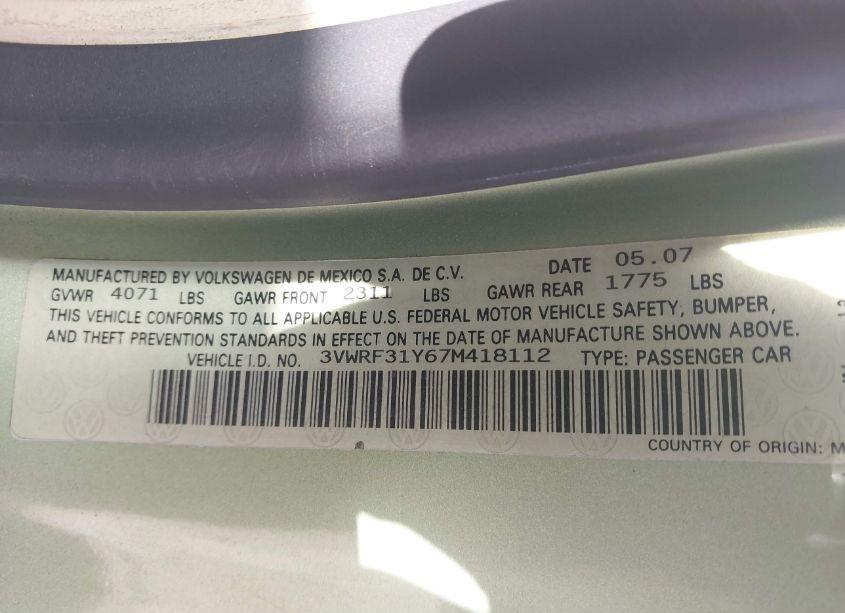 MANUFACTURED BY VOLKSWAGEN DE MEXICO S.A. DE C.V. DATE 05.07
GVWR 4071 LBS GAWR FRONT 2311 LBS GAWR REAR 1775 LBS
THIS VEHICLE CONFORMS TO ALL APPLICABLE U.S. FEDERAL MOTOR VEHICLE SAFETY, BUMPER,
AND THEFT PREVENTION STANDARDS IN EFFECT ON THE DATE OF MANUFACTURE SHOWN ABOVE.
VEHICLE I.D. NO. 3VWRF31Y67M418112 TYPE: PASSENGER CAR
COUNTRY OF ORIGIN: M